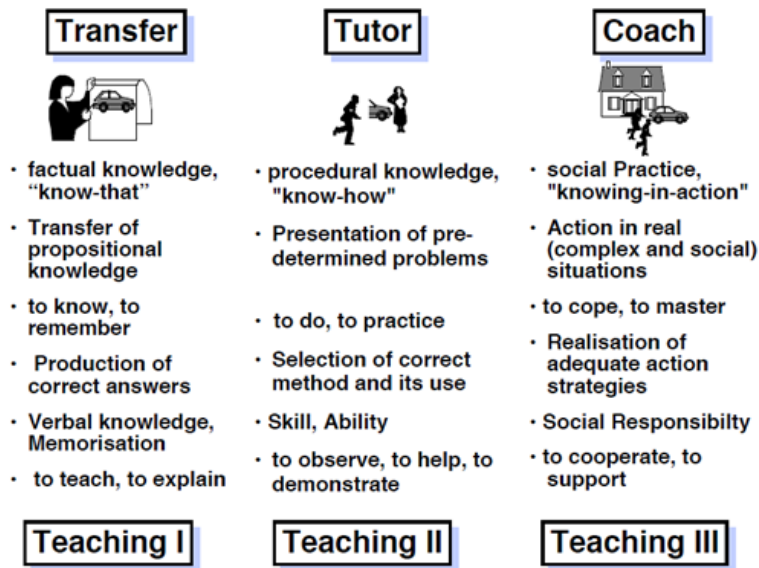 Transfer
Tutor
Coach
· factual knowledge,
“know-that”
· Transfer of
propositional
knowledge
· to know, to
remember
· Production of
correct answers
· Verbal knowledge,
Memorisation
· to teach, to explain
· procedural knowledge,
"know-how"
· Presentation of pre-
determined problems
· to do, to practice
· Selection of correct
method and its use
· Skill, Ability
· to observe, to help, to
demonstrate
· social Practice,
"knowing-in-action"
· Action in real
(complex and social)
situations
· to cope, to master
· Realisation of
adequate action
strategies
· Social Responsibilty
· to cooperate, to
support
Teaching I
Teaching II
Teaching III